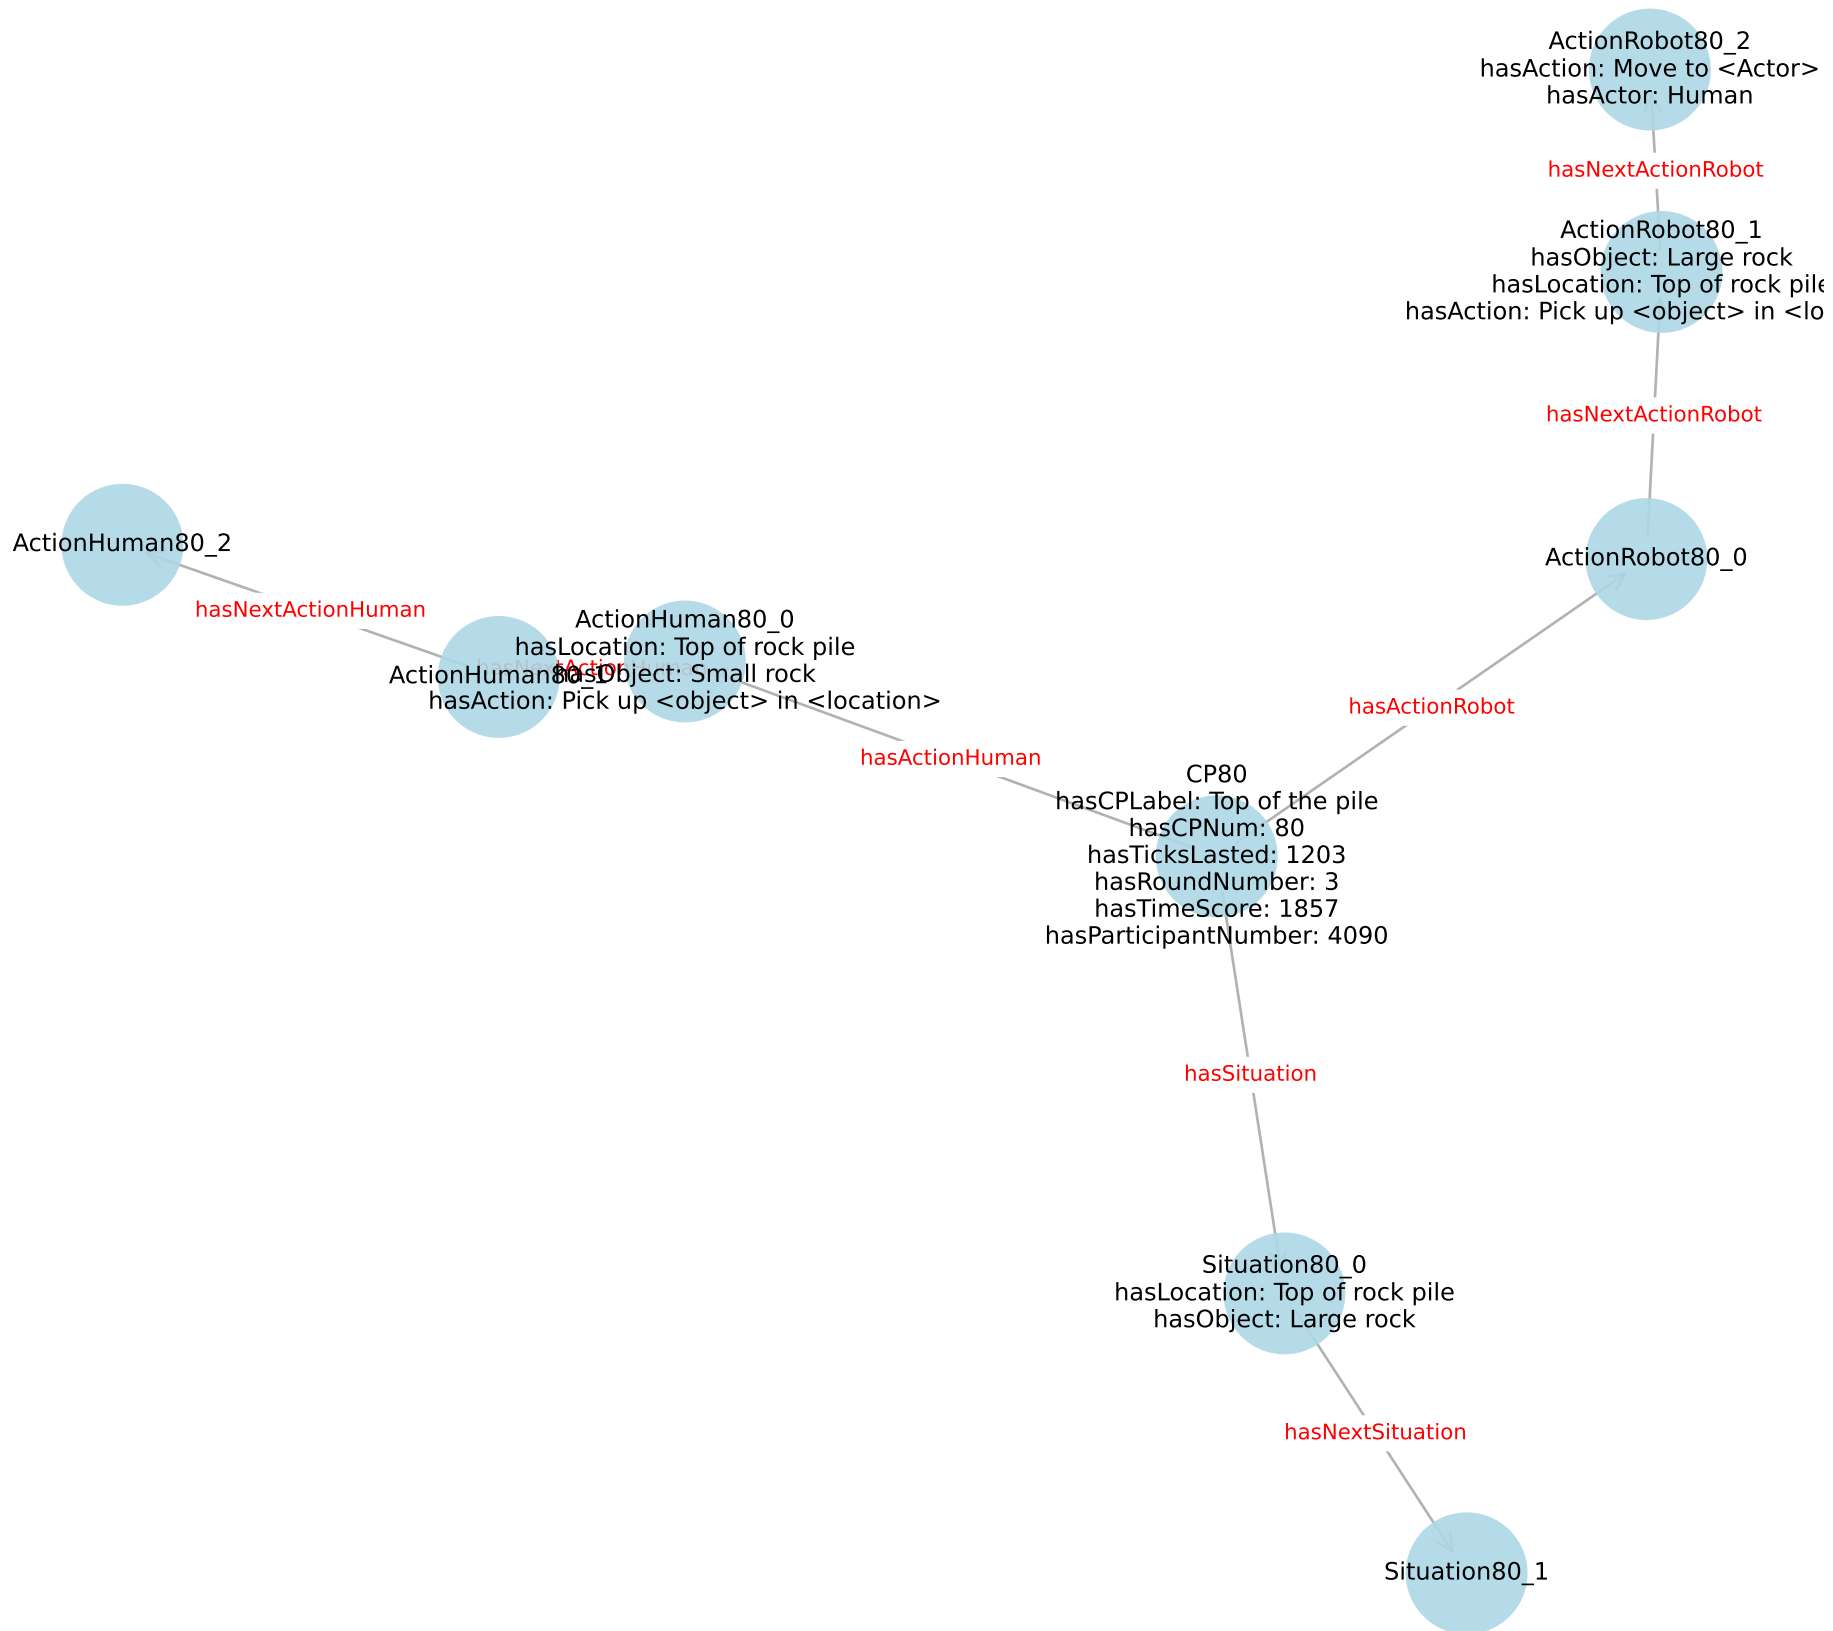 ActionRobot80_2
hasAction: Move to <Actor>
hasActor: Human
hasNextActionRobot
ActionRobot80_1
hasObject: Large rock
hasLocation: Top of rock pile
hasAction: Pick up <object> in <lo
hasNextActionRobot
ActionRobot80_0
ActionHuman80_2
hasNextActionHuman
ActionHuman80_0
hasLocation: Top of rock pile
hasNextActionHuman
ActionHuman80_1
hasObject: Small rock
hasAction: Pick up <object> in <location>
hasActionRobot
hasActionHuman
CP80
hasCPLabel: Top of the pile
hasCPNum: 80
hasTicksLasted: 1203
hasRoundNumber: 3
hasTimeScore: 1857
hasParticipantNumber: 4090
hasSituation
Situation80_0
hasLocation: Top of rock pile
hasObject: Large rock
hasNextSituation
Situation80_1